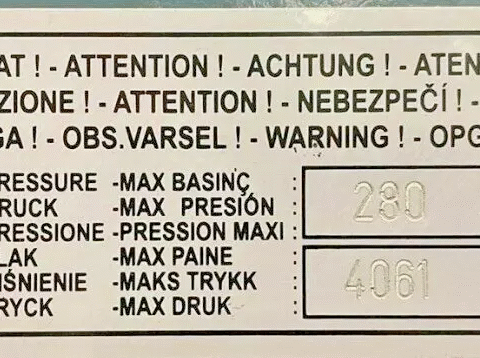 AT ! - ATTENTION ! - ACHTUNG ! - ATEN
ZIONE ! - ATTENTION ! - NEBEZPEČÍ ! -
GA ! - OBS.VARSEL ! - WARNING ! - OPG
RESSURE -MAX BASINÇ : 280
RUCK -MAX PRESIÓN :
RESSIONE -PRESSION MAXI :
LAK -MAX PAINE : 4061
IŚNIENIE -MAKS TRYKK :
RYCK -MAX DRUK :